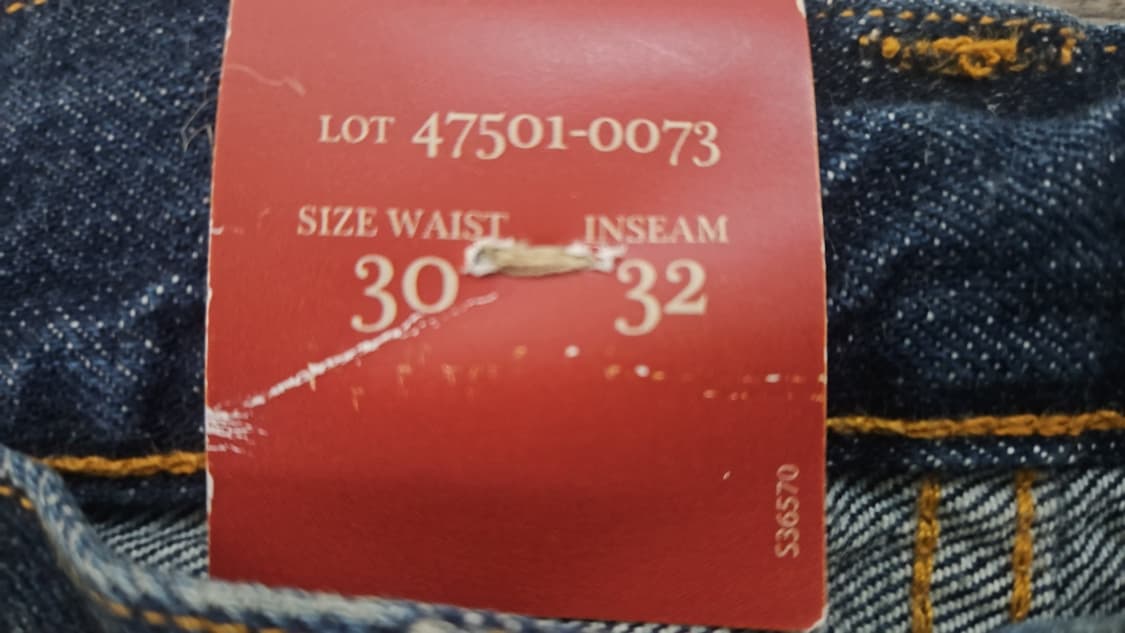 LOT 47501-0073
SIZE WAIST INSEAM
30 32
S36570